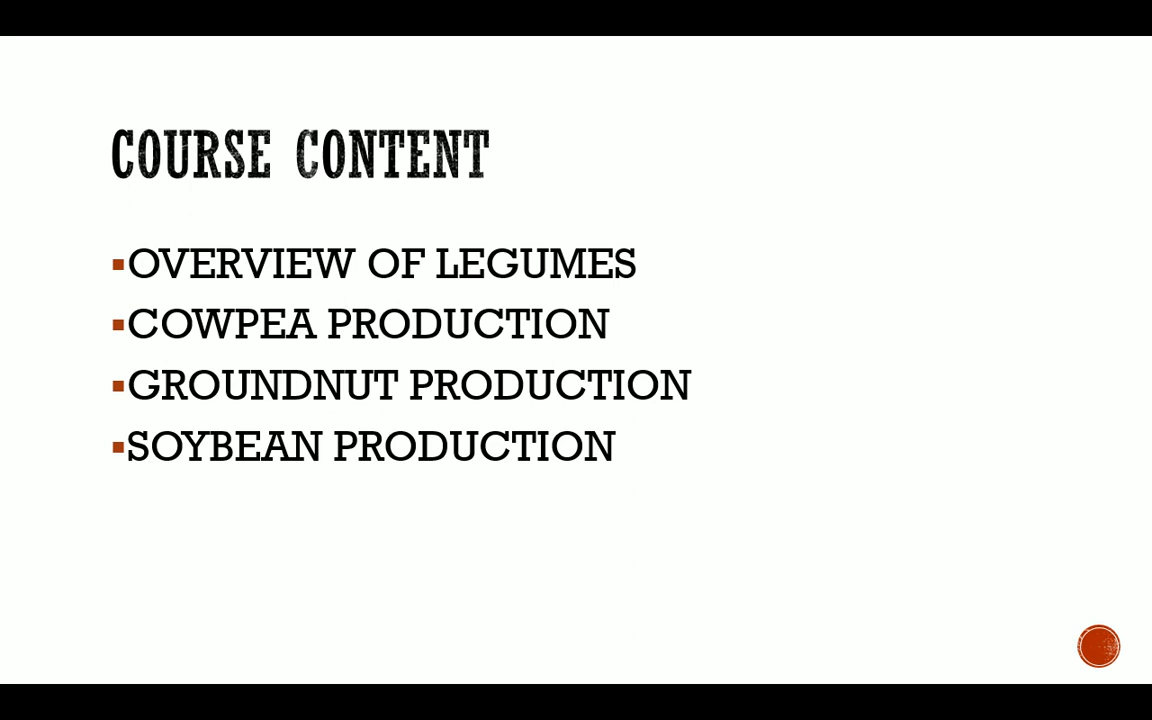 COURSE CONTENT
▪OVERVIEW OF LEGUMES
▪COWPEA PRODUCTION
▪GROUNDNUT PRODUCTION
▪SOYBEAN PRODUCTION